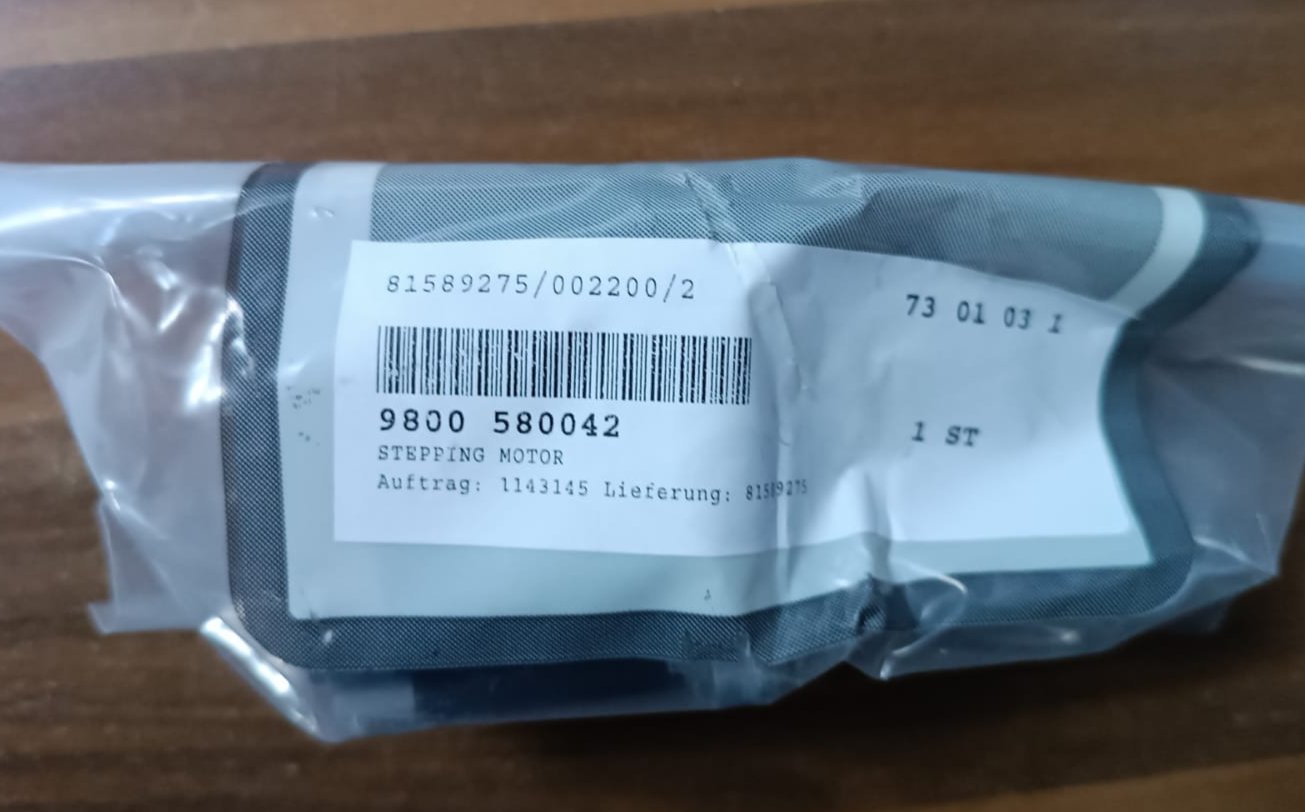 81589275/002200/2
73 01 03 I
9800 580042
STEPPING MOTOR
1 ST
Auftrag: 1143145 Lieferung: 81589275